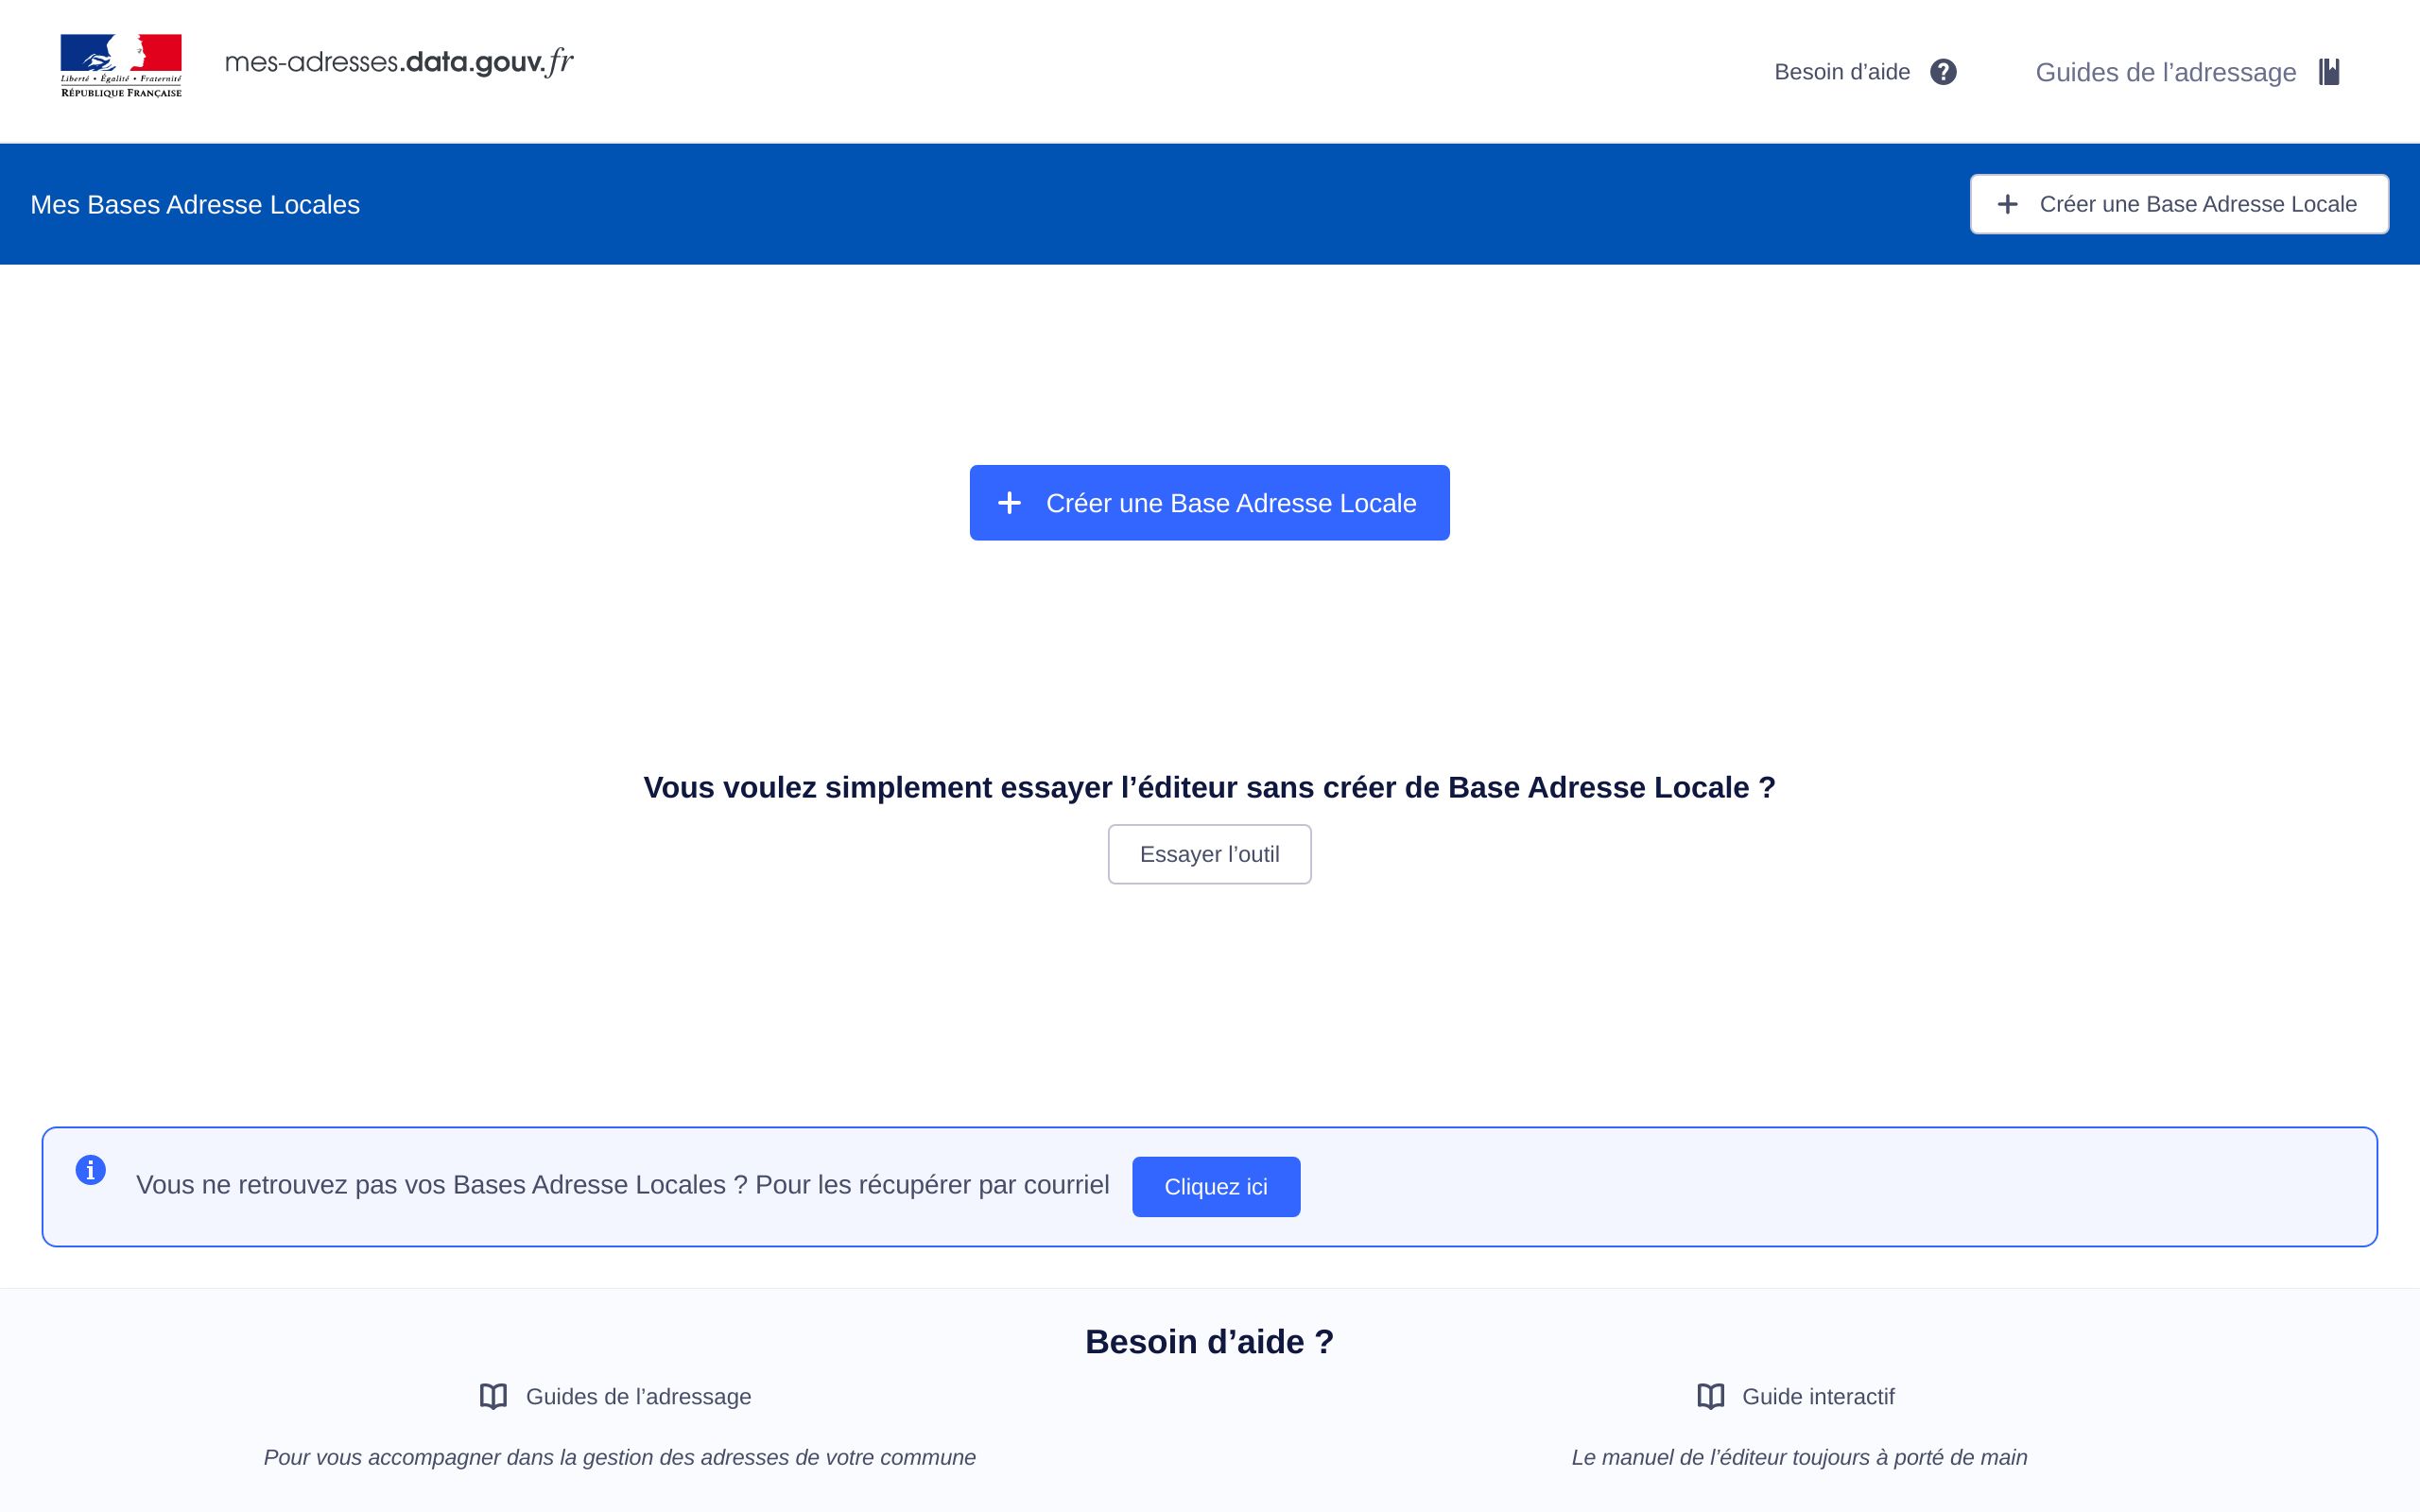 Liberté • Égalité • Fraternité
RÉPUBLIQUE FRANÇAISE
mes-adresses.data.gouv.fr
Besoin d’aide
Guides de l’adressage
Mes Bases Adresse Locales
Créer une Base Adresse Locale
Créer une Base Adresse Locale
Vous voulez simplement essayer l’éditeur sans créer de Base Adresse Locale ?
Essayer l’outil
Vous ne retrouvez pas vos Bases Adresse Locales ? Pour les récupérer par courriel
Cliquez ici
Besoin d’aide ?
Guides de l’adressage
Guide interactif
Pour vous accompagner dans la gestion des adresses de votre commune
Le manuel de l’éditeur toujours à porté de main